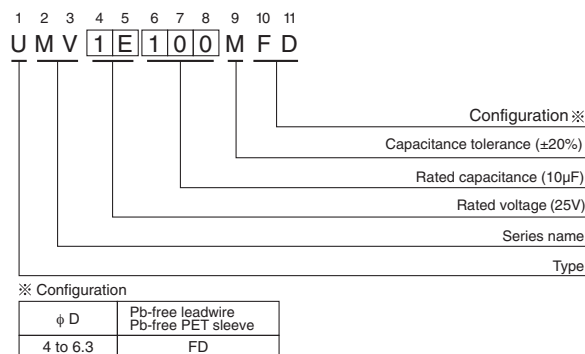 1 2 3 4 5 6 7 8 9 10 11
U M V 1 E 1 0 0 M F D
Configuration ※
Capacitance tolerance (±20%)
Rated capacitance (10µF)
Rated voltage (25V)
Series name
Type
※ Configuration
ϕ D
Pb-free leadwire
Pb-free PET sleeve
4 to 6.3
FD